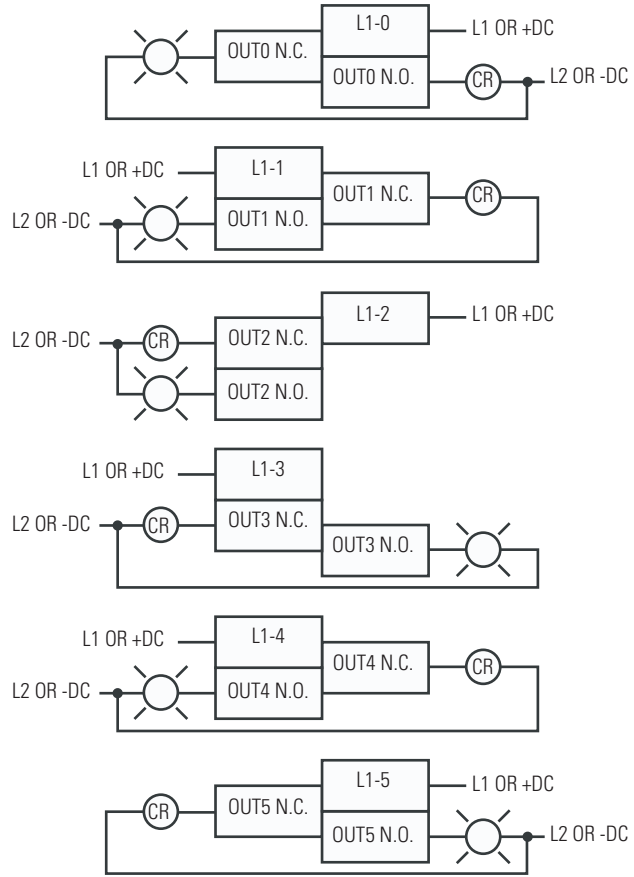 L1-0
L1 OR +DC
OUT0 N.C.
OUT0 N.O.
CR
L2 OR -DC
L1 OR +DC
L1-1
OUT1 N.C.
CR
L2 OR -DC
OUT1 N.O.
L1-2
L1 OR +DC
L2 OR -DC
CR
OUT2 N.C.
OUT2 N.O.
L1 OR +DC
L1-3
L2 OR -DC
CR
OUT3 N.C.
OUT3 N.O.
L1 OR +DC
L1-4
OUT4 N.C.
CR
L2 OR -DC
OUT4 N.O.
L1-5
L1 OR +DC
CR
OUT5 N.C.
OUT5 N.O.
L2 OR -DC